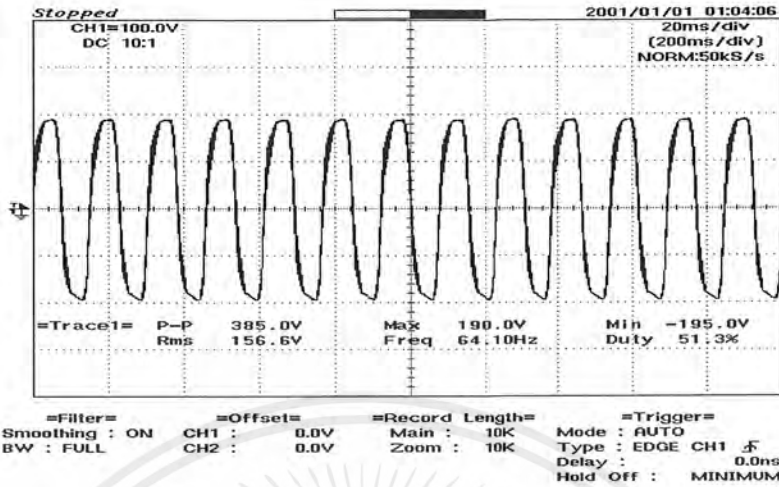 Stopped 2001/01/01 01:04:06
CH1=100.0V 20ms/div
DC 10:1 (200ms/div)
NORM:50kS/s
=Trace1= P-P 385.0V Max 190.0V Min -195.0V
Rms 156.6V Freq 64.10Hz Duty 51.3%
=Filter= =Offset= =Record Length= =Trigger=
Smoothing : ON CH1 : 0.0V Main : 10K Mode : AUTO
BW : FULL CH2 : 0.0V Zoom : 10K Type : EDGE CH1
Delay : 0.0ns
Hold Off : MINIMUM